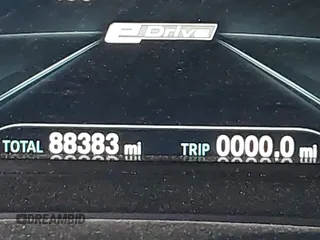 eDrive
TOTAL 88383 mi TRIP 0000.0 mi
DREAMBID